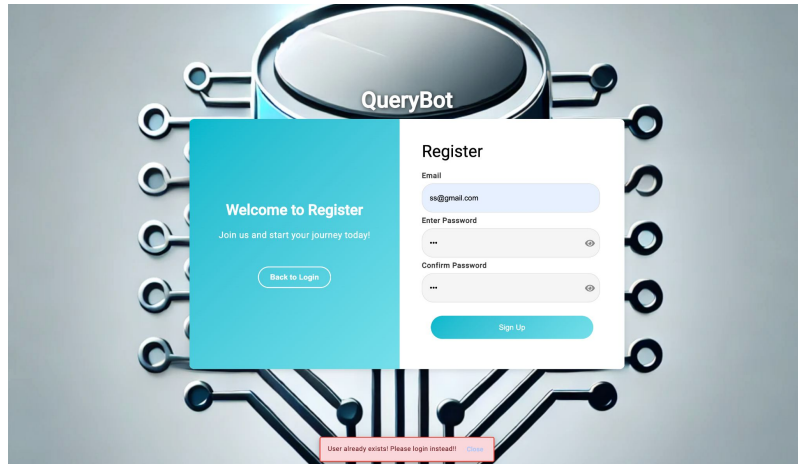 QueryBot
Welcome to Register
Join us and start your journey today!
Back to Login
Register
Email
ss@gmail.com
Enter Password
•••
Confirm Password
•••
Sign Up
User already exists! Please login instead!! Close